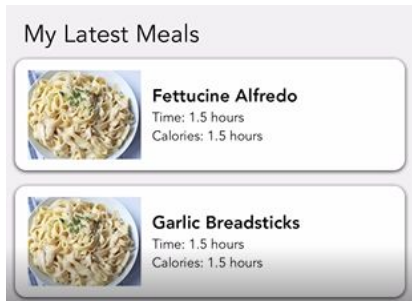 My Latest Meals
Fettucine Alfredo
Time: 1.5 hours
Calories: 1.5 hours
Garlic Breadsticks
Time: 1.5 hours
Calories: 1.5 hours